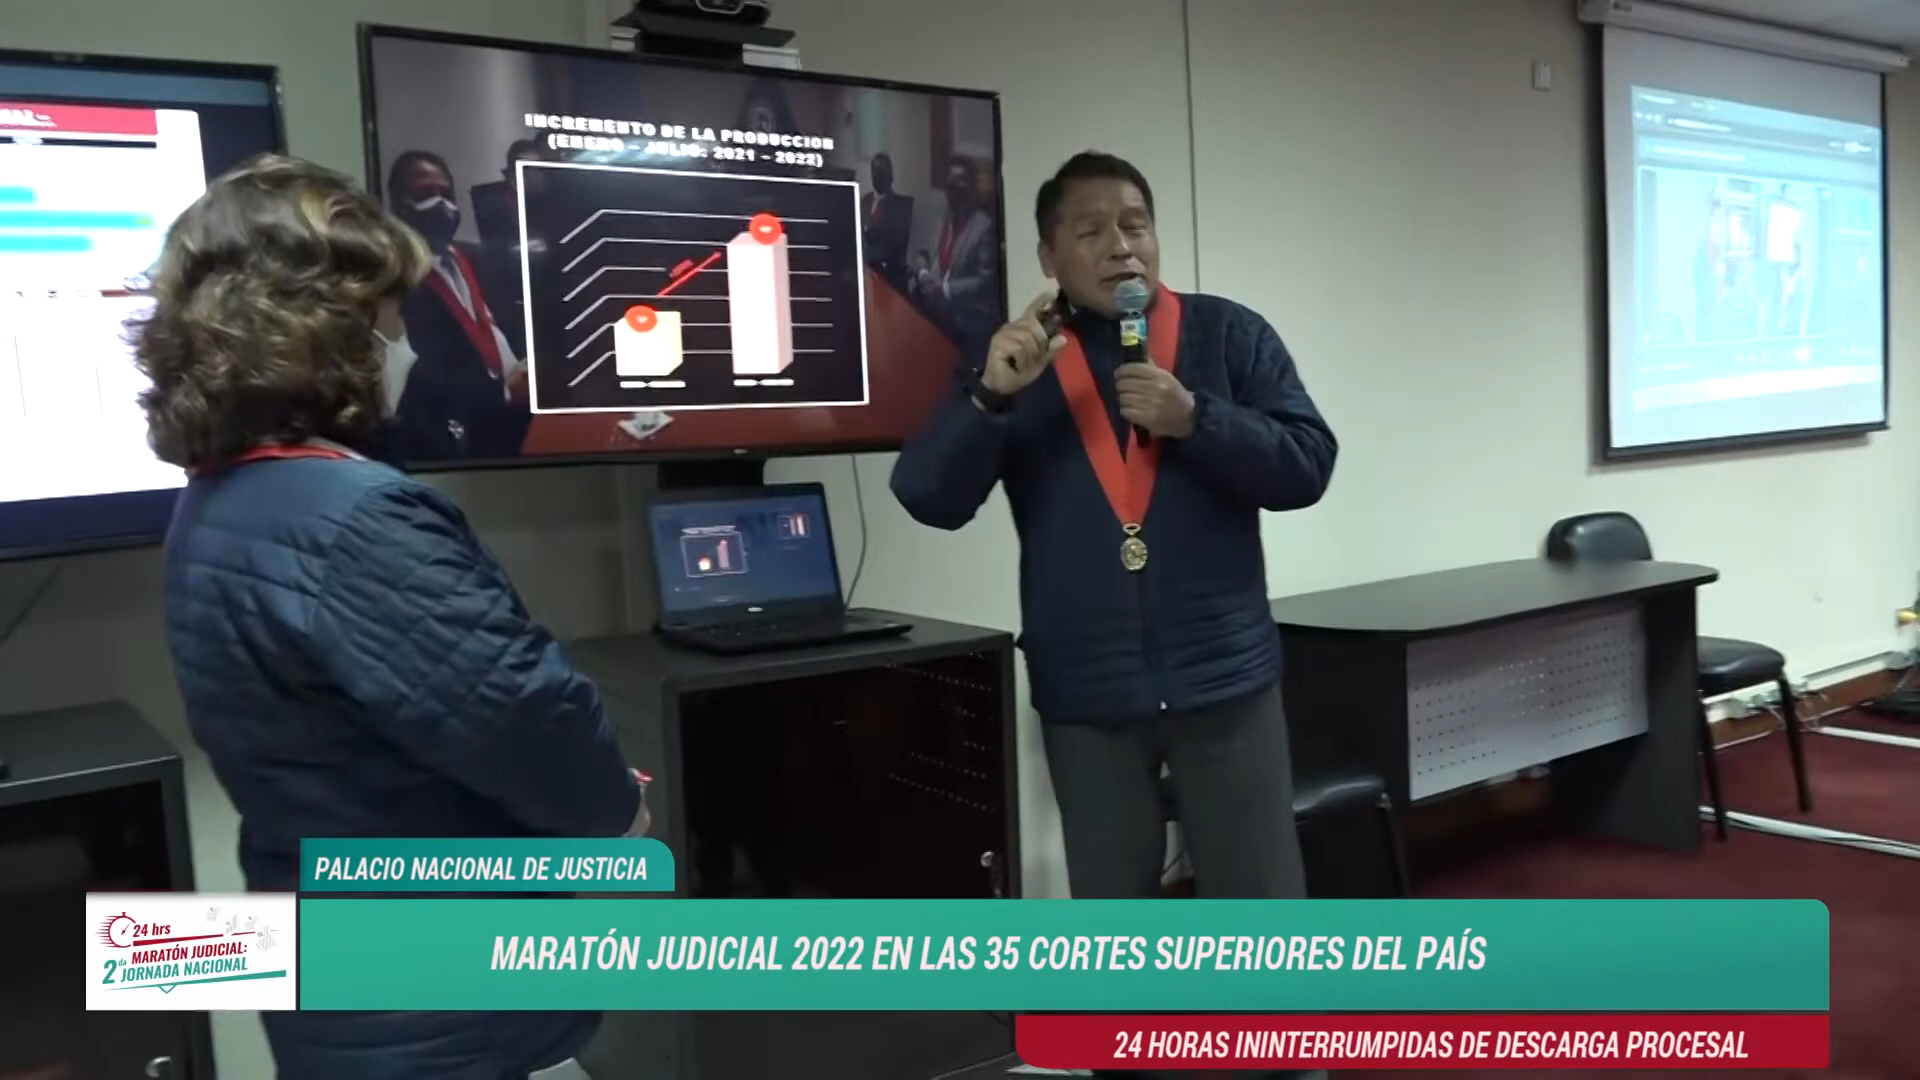 INCREMENTO DE LA PRODUCCION
(ENERO - JULIO: 2021 - 2022)
PALACIO NACIONAL DE JUSTICIA
24 hrs
MARATÓN JUDICIAL:
2da JORNADA NACIONAL
MARATÓN JUDICIAL 2022 EN LAS 35 CORTES SUPERIORES DEL PAÍS
24 HORAS ININTERRUMPIDAS DE DESCARGA PROCESAL